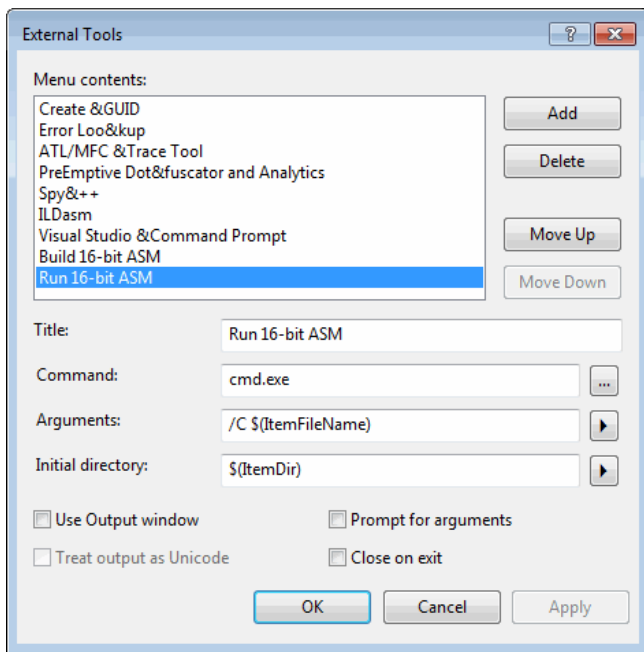 External Tools
Menu contents:
Create &GUID
Error Loo&kup
ATL/MFC &Trace Tool
PreEmptive Dot&fuscator and Analytics
Spy&++
ILDasm
Visual Studio &Command Prompt
Build 16-bit ASM
Run 16-bit ASM
Add
Delete
Move Up
Move Down
Title:
Run 16-bit ASM
Command:
cmd.exe
...
Arguments:
/C $(ItemFileName)
Initial directory:
$(ItemDir)
Use Output window
Prompt for arguments
Treat output as Unicode
Close on exit
OK
Cancel
Apply